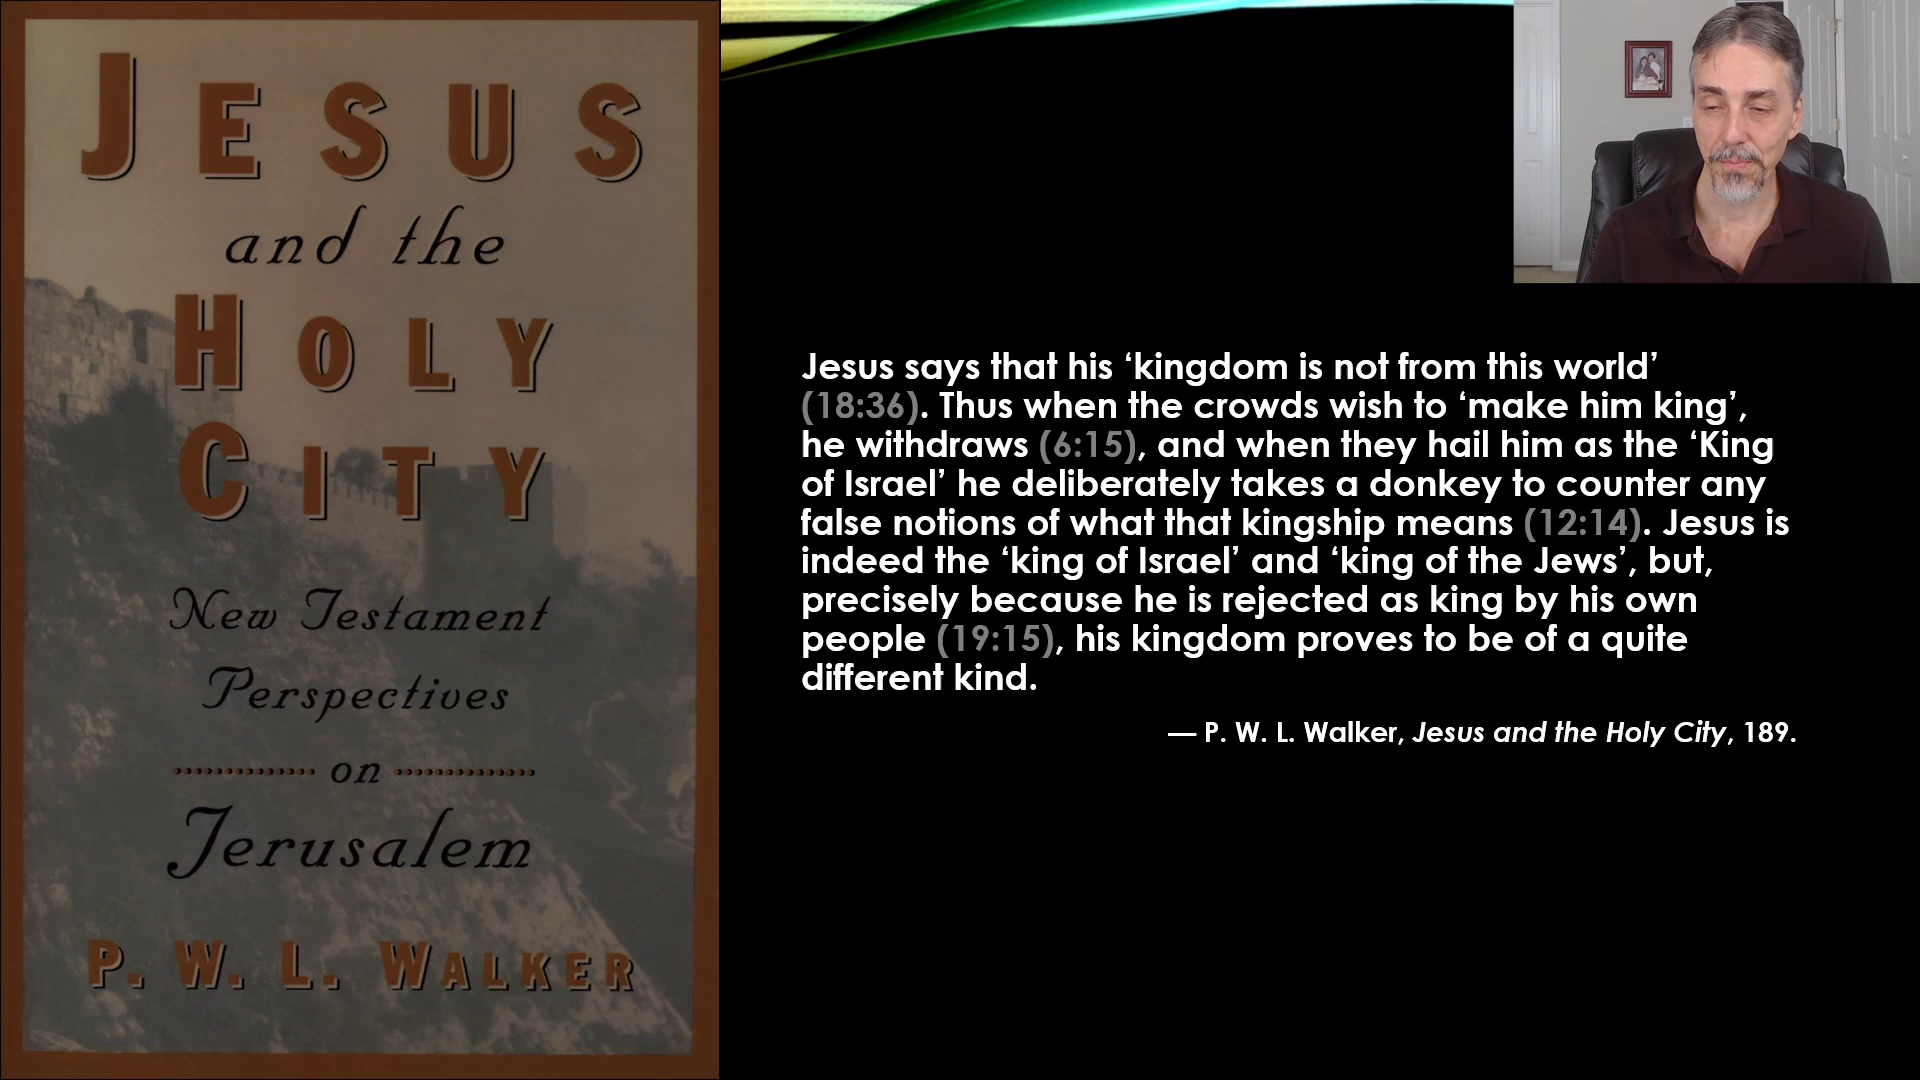 JESUS
and the
HOLY
CITY
New Testament
Perspectives
on
Jerusalem
P. W. L. WALKER
Jesus says that his ‘kingdom is not from this world’
(18:36). Thus when the crowds wish to ‘make him king’,
he withdraws (6:15), and when they hail him as the ‘King
of Israel’ he deliberately takes a donkey to counter any
false notions of what that kingship means (12:14). Jesus is
indeed the ‘king of Israel’ and ‘king of the Jews’, but,
precisely because he is rejected as king by his own
people (19:15), his kingdom proves to be of a quite
different kind.
— P. W. L. Walker, Jesus and the Holy City, 189.